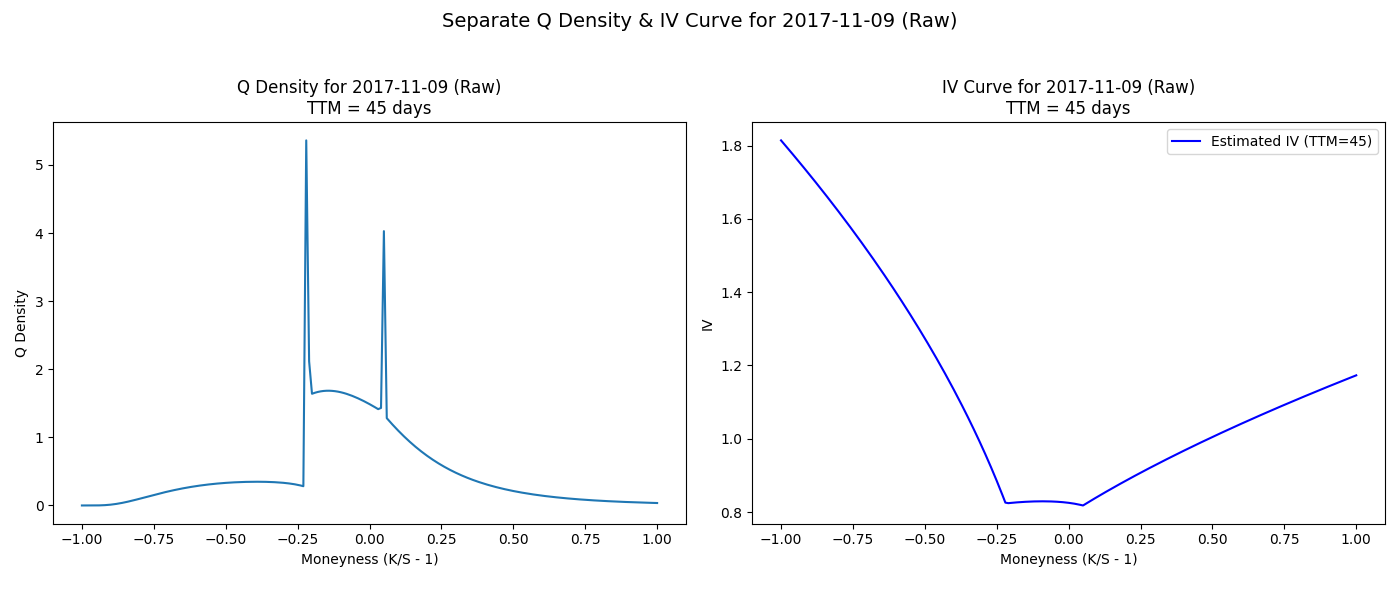 Separate Q Density & IV Curve for 2017-11-09 (Raw)
Q Density for 2017-11-09 (Raw)
TTM = 45 days
Q Density
5
4
3
2
1
0
−1.00 −0.75 −0.50 −0.25 0.00 0.25 0.50 0.75 1.00
Moneyness (K/S - 1)
IV Curve for 2017-11-09 (Raw)
TTM = 45 days
Estimated IV (TTM=45)
IV
1.8
1.6
1.4
1.2
1.0
0.8
−1.00 −0.75 −0.50 −0.25 0.00 0.25 0.50 0.75 1.00
Moneyness (K/S - 1)